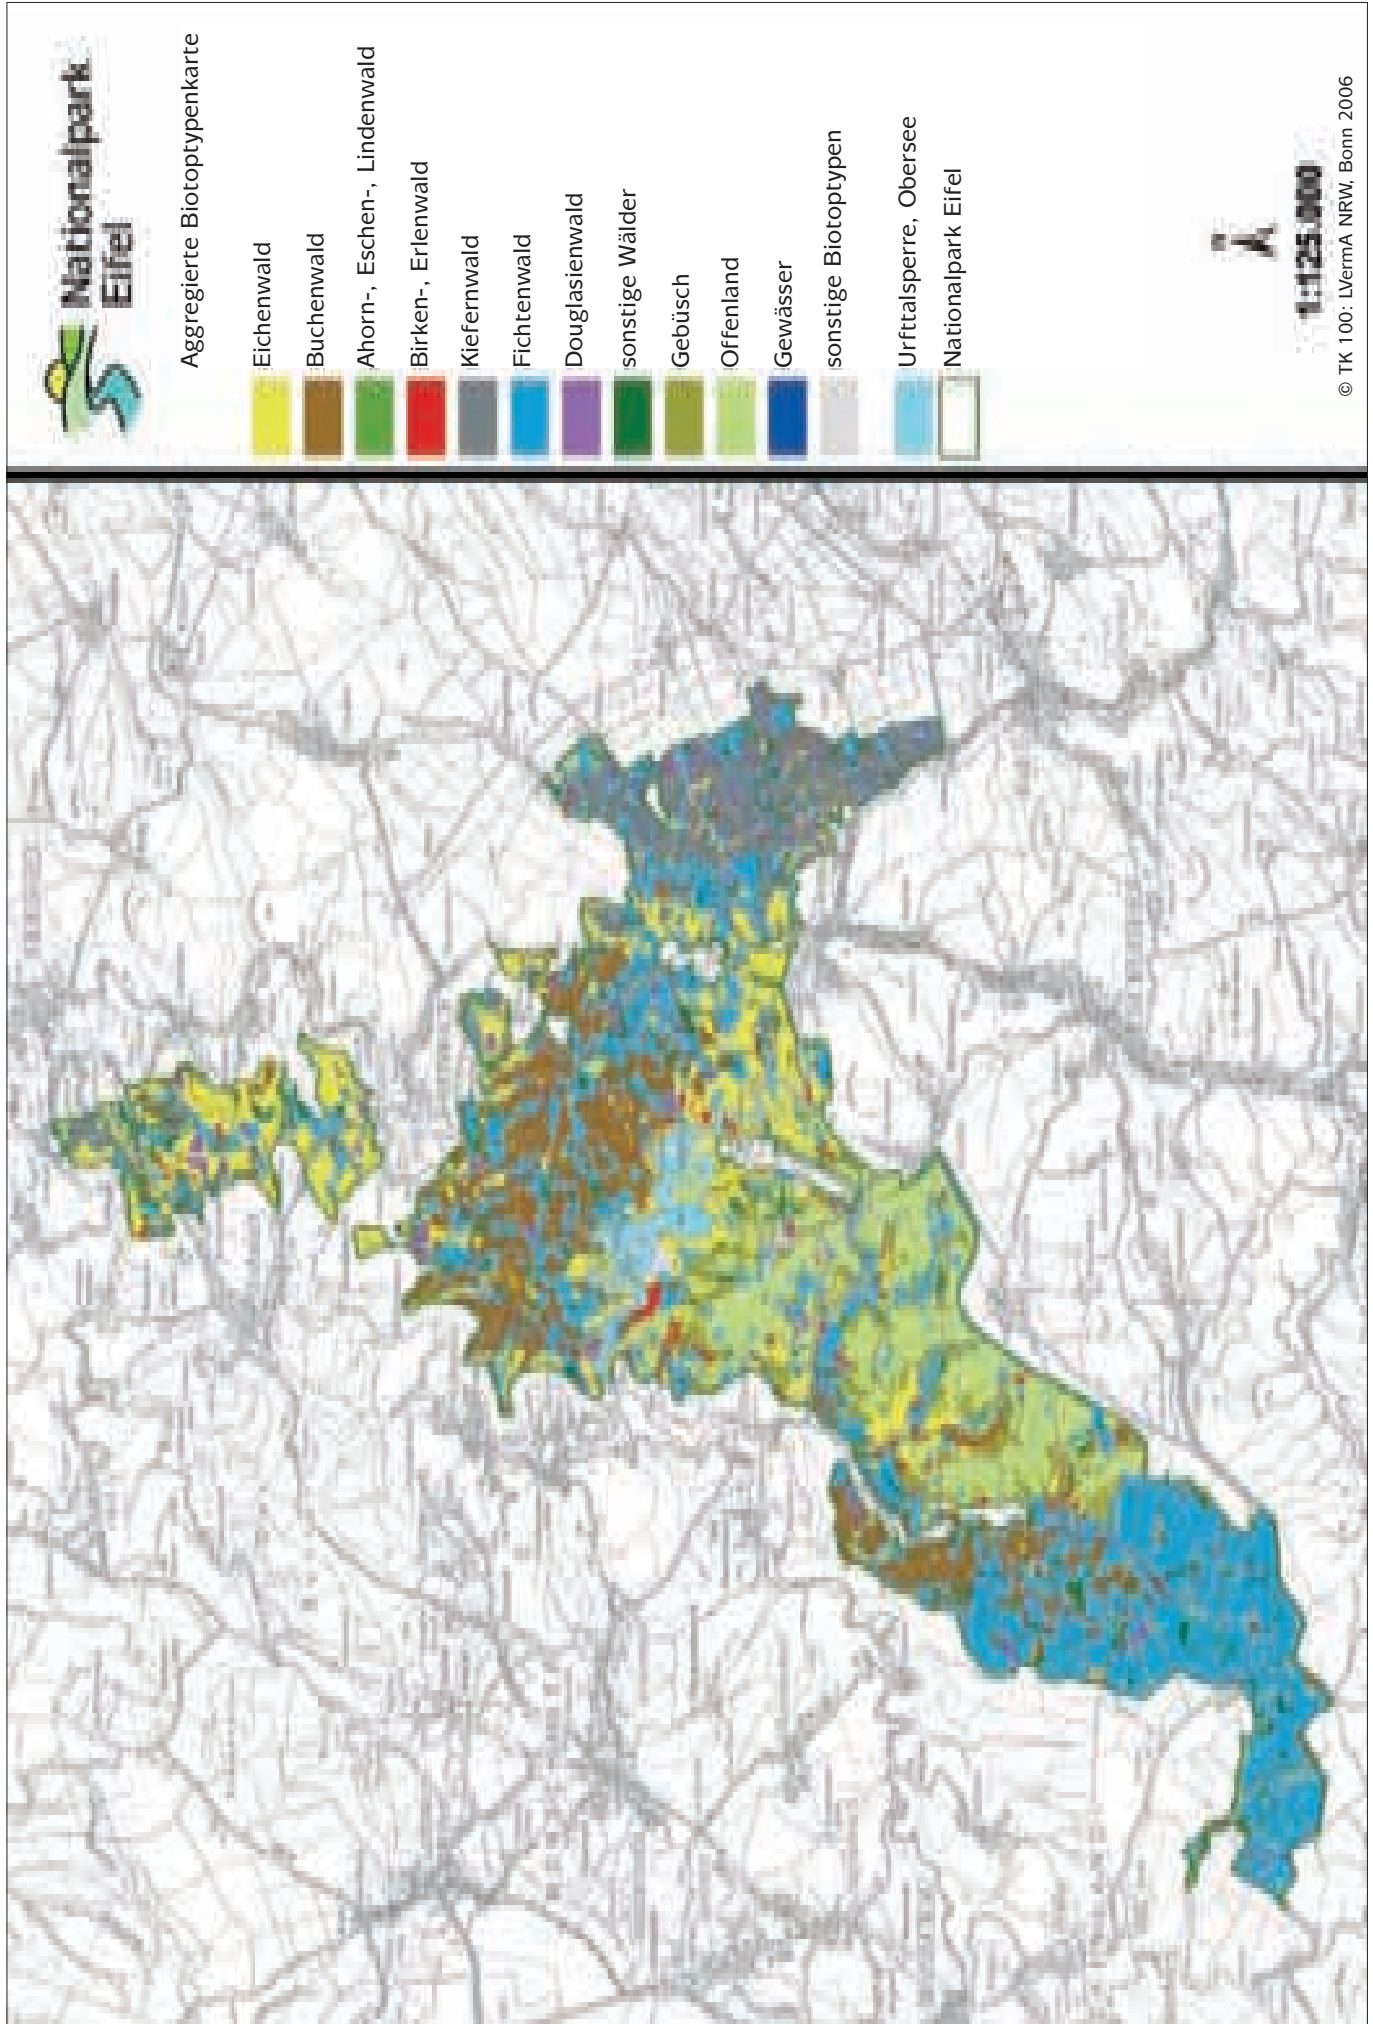 Nationalpark
Eifel
Aggregierte Biotoptypenkarte
Eichenwald
Buchenwald
Ahorn-, Eschen-, Lindenwald
Birken-, Erlenwald
Kiefernwald
Fichtenwald
Douglasienwald
sonstige Wälder
Gebüsch
Offenland
Gewässer
sonstige Biotoptypen
Urfttalsperre, Obersee
Nationalpark Eifel
1:125.000
© TK 100: LVermA NRW, Bonn 2006